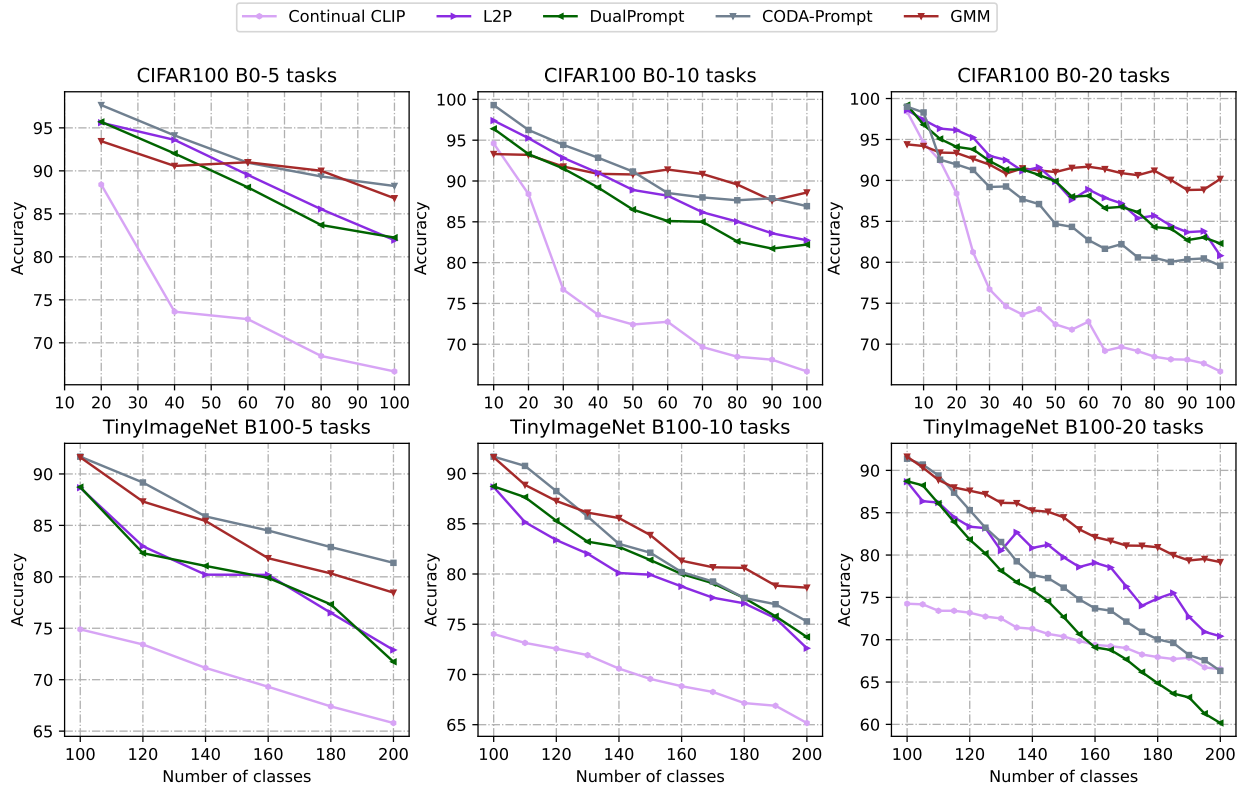 Continual CLIP L2P DualPrompt CODA-Prompt GMM
CIFAR100 B0-5 tasks
Accuracy
95
90
85
80
75
70
10 20 30 40 50 60 70 80 90 100
CIFAR100 B0-10 tasks
Accuracy
100
95
90
85
80
75
70
10 20 30 40 50 60 70 80 90 100
CIFAR100 B0-20 tasks
Accuracy
100
95
90
85
80
75
70
10 20 30 40 50 60 70 80 90 100
TinyImageNet B100-5 tasks
Accuracy
90
85
80
75
70
65
100 120 140 160 180 200
Number of classes
TinyImageNet B100-10 tasks
Accuracy
90
85
80
75
70
65
100 120 140 160 180 200
Number of classes
TinyImageNet B100-20 tasks
Accuracy
90
85
80
75
70
65
60
100 120 140 160 180 200
Number of classes